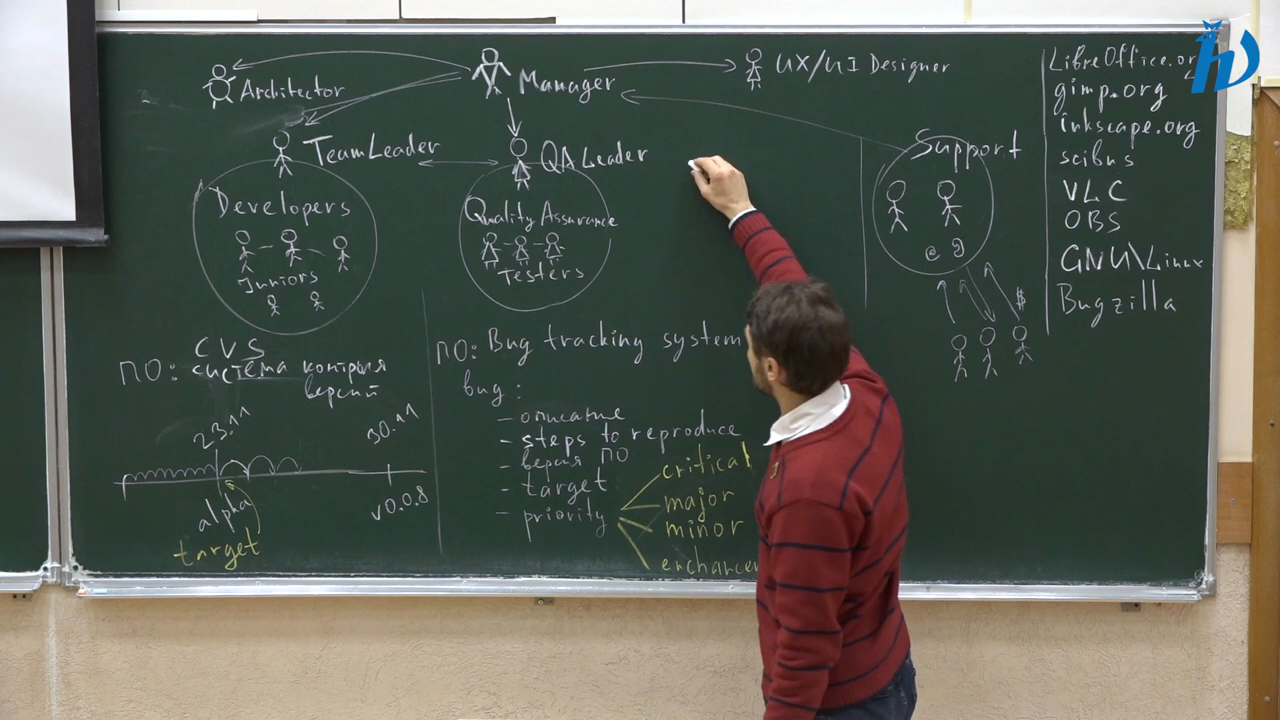 Architector
Manager
UX/UI Designer
TeamLeader
QA Leader
Developers
Juniors
Quality Assurance
Testers
Support
@
$
LibreOffice.or
gimp.org
inkscape.org
scibus
VLC
OBS
GNU\Linux
Bugzilla
CVS
ПО: система контроля
версий
23.11
30.11
alpha
v0.0.8
target
ПО: Bug tracking system
bug:
- описание
- steps to reproduce
- версия ПО
- target
- priority
critical
major
minor
enhancem